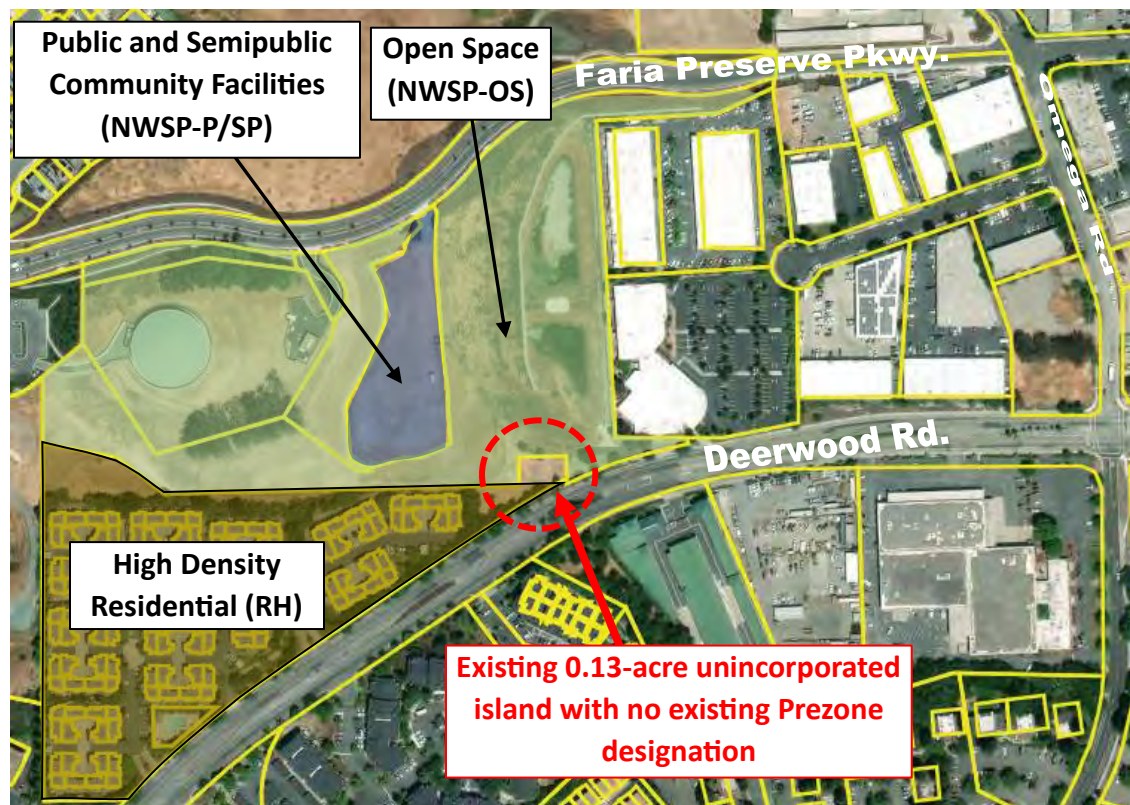 Public and Semipublic
Community Facilities
(NWSP-P/SP)
Open Space
(NWSP-OS)
Faria Preserve Pkwy.
Omega Rd
Deerwood Rd.
High Density
Residential (RH)
Existing 0.13-acre unincorporated
island with no existing Prezone
designation